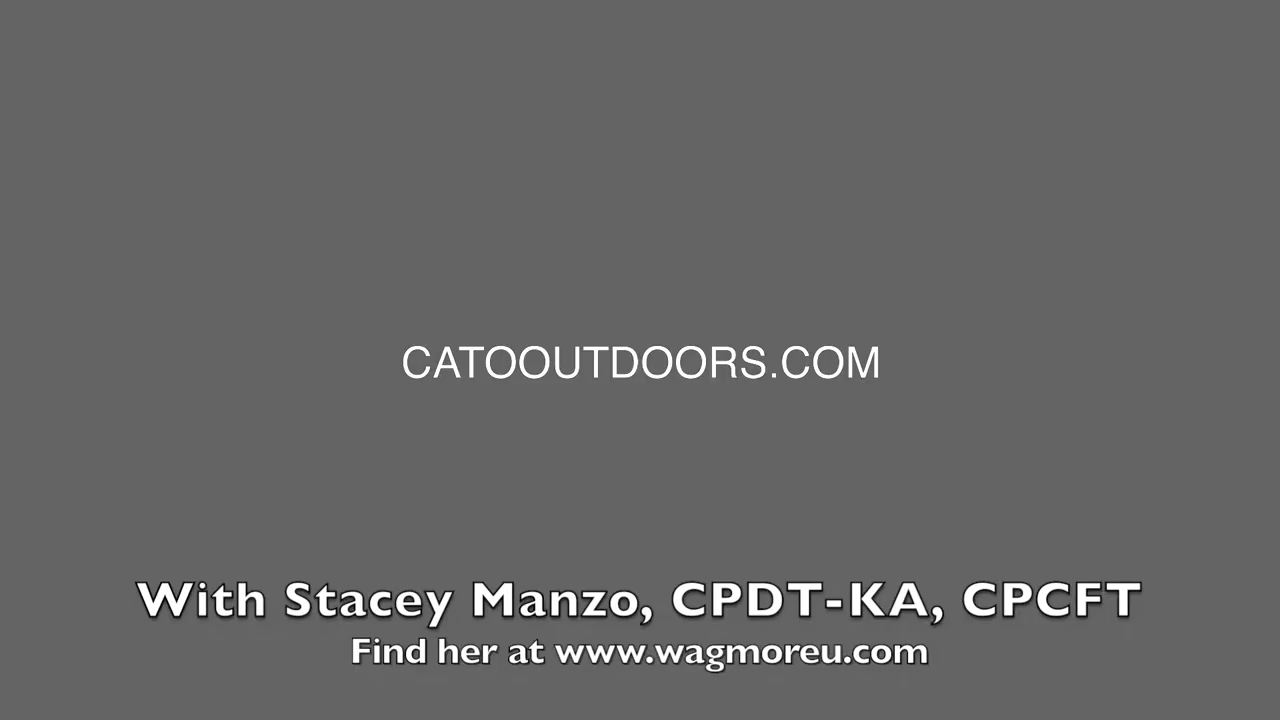 CATOOUTDOORS.COM
With Stacey Manzo, CPDT-KA, CPCFT
Find her at www.wagmoreu.com